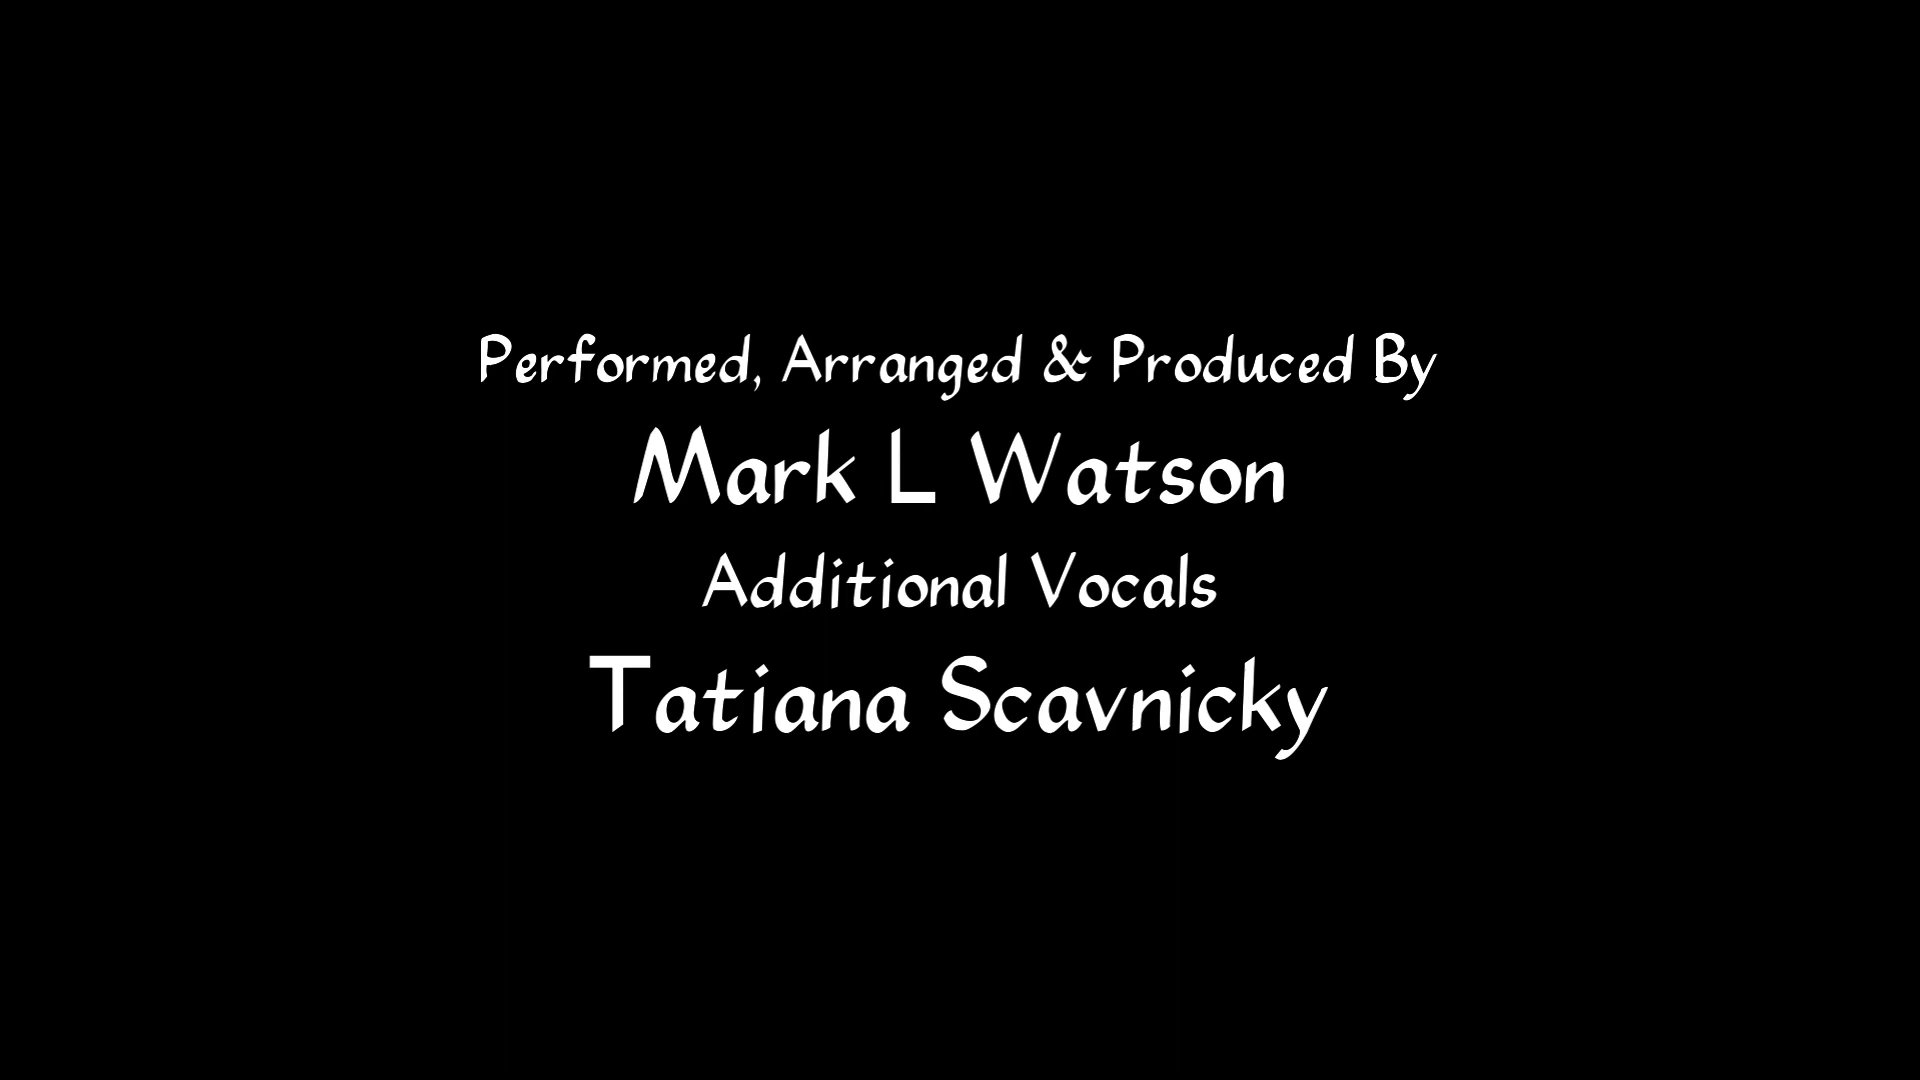 Performed, Arranged & Produced By
Mark L Watson
Additional Vocals
Tatiana Scavnicky